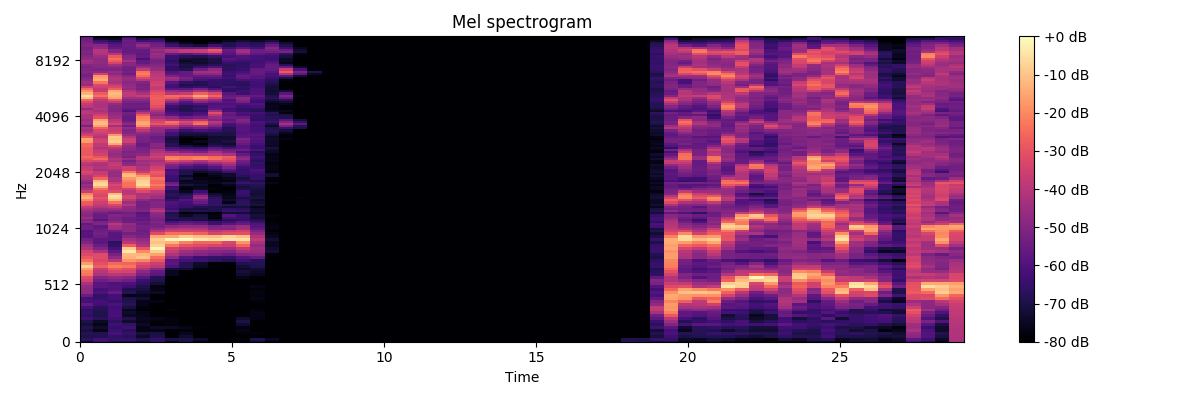 Mel spectrogram
8192
4096
2048
1024
512
0
Hz
0 5 10 15 20 25
Time
+0 dB
-10 dB
-20 dB
-30 dB
-40 dB
-50 dB
-60 dB
-70 dB
-80 dB